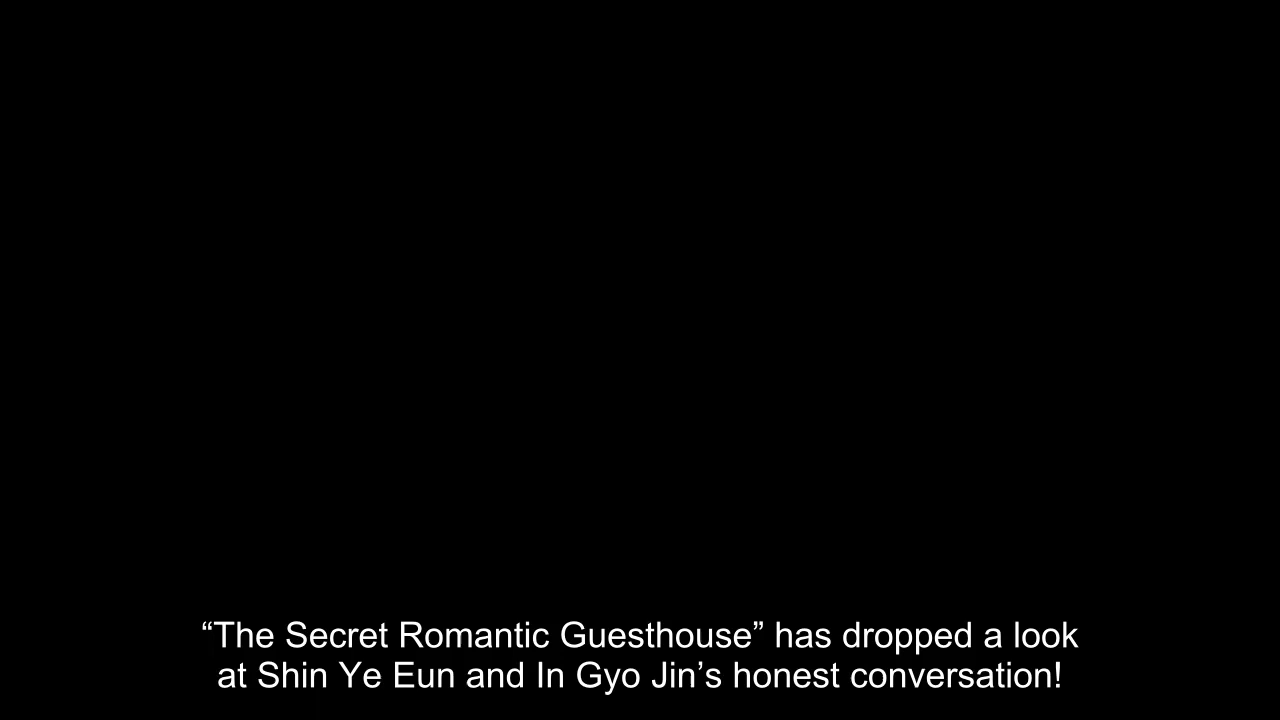 “The Secret Romantic Guesthouse” has dropped a look
at Shin Ye Eun and In Gyo Jin’s honest conversation!